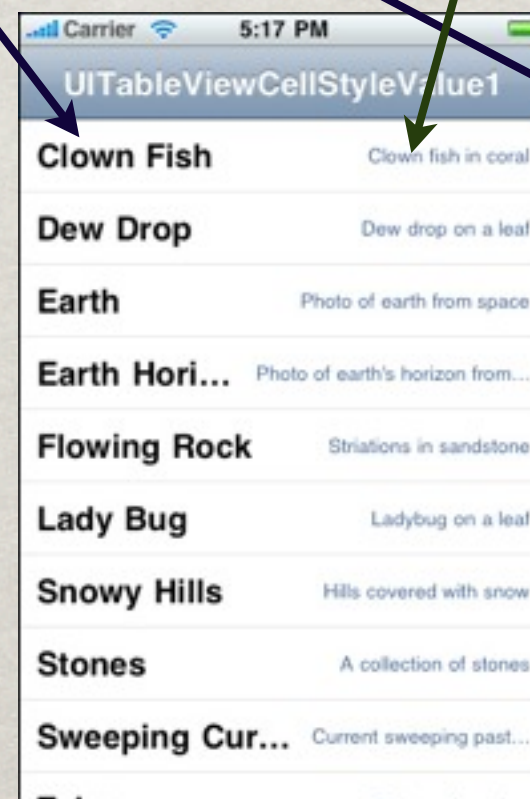 Carrier 5:17 PM
UITableViewCellStyleValue1
Clown Fish Clown fish in coral
Dew Drop Dew drop on a leaf
Earth Photo of earth from space
Earth Hori... Photo of earth's horizon from...
Flowing Rock Striations in sandstone
Lady Bug Ladybug on a leaf
Snowy Hills Hills covered with snow
Stones A collection of stones
Sweeping Cur... Current sweeping past...